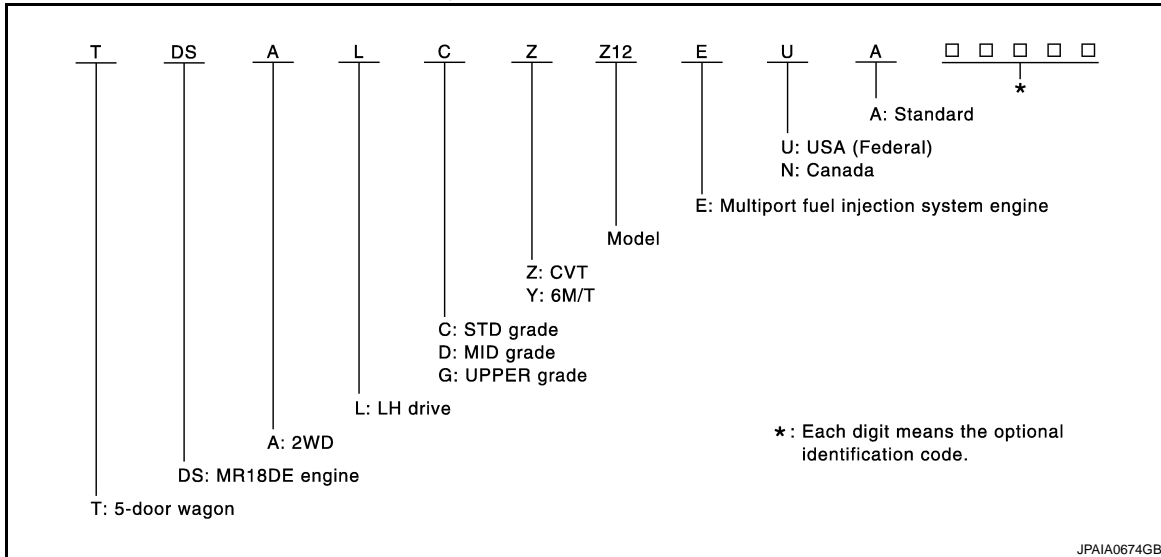 T DS A L C Z Z12 E U A □ □ □ □ □
*
A: Standard
U: USA (Federal)
N: Canada
E: Multiport fuel injection system engine
Model
Z: CVT
Y: 6M/T
C: STD grade
D: MID grade
G: UPPER grade
L: LH drive
A: 2WD
DS: MR18DE engine
T: 5-door wagon
* : Each digit means the optional
identification code.
JPAIA0674GB